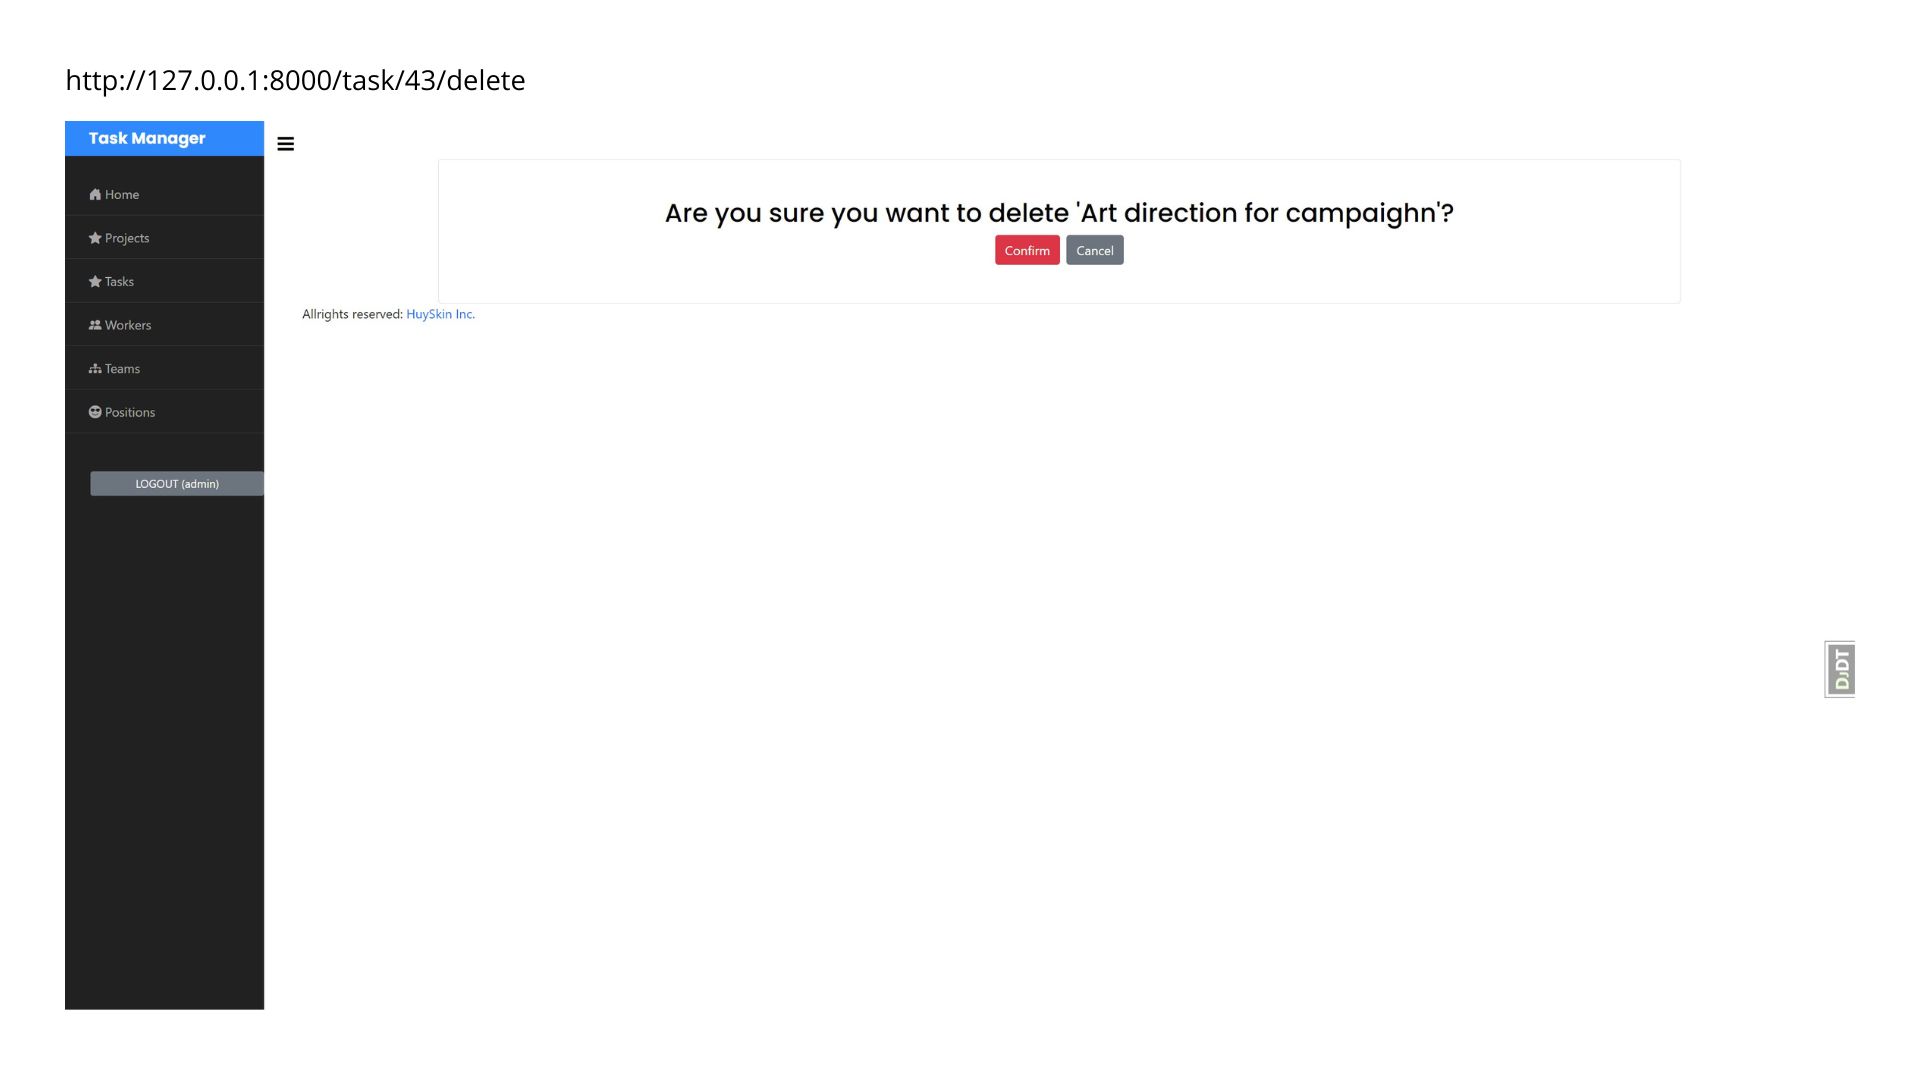 http://127.0.0.1:8000/task/43/delete
Task Manager
Home
Projects
Tasks
Workers
Teams
Positions
LOGOUT (admin)
Are you sure you want to delete 'Art direction for campaighn'?
Confirm Cancel
Allrights reserved: HuySkin Inc.
DJDT